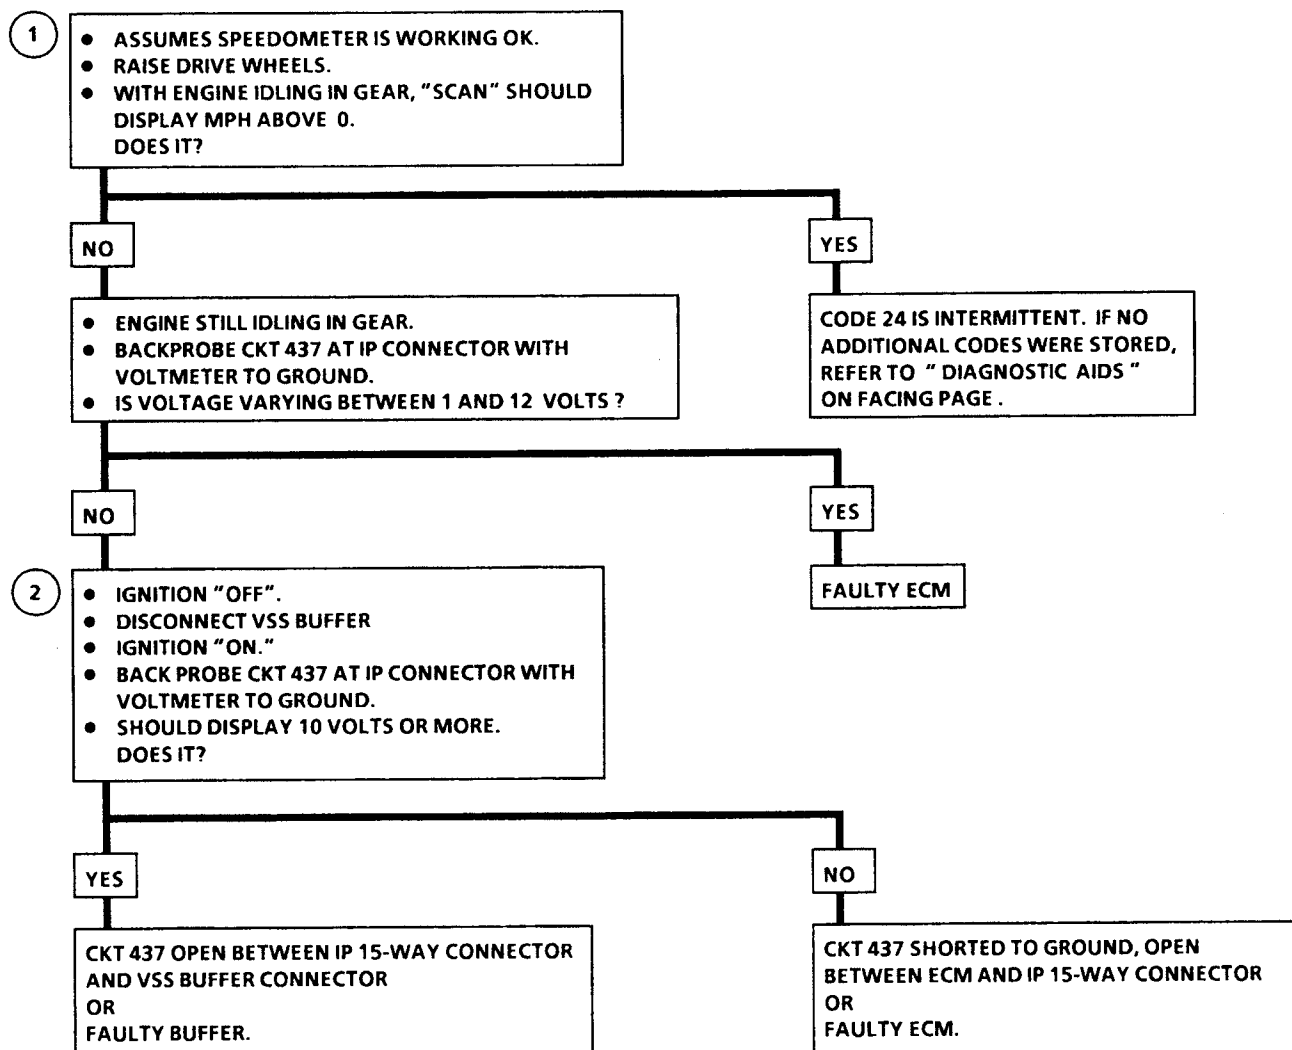 1
● ASSUMES SPEEDOMETER IS WORKING OK.
● RAISE DRIVE WHEELS.
● WITH ENGINE IDLING IN GEAR, "SCAN" SHOULD
DISPLAY MPH ABOVE 0.
DOES IT?
NO
YES
● ENGINE STILL IDLING IN GEAR.
● BACKPROBE CKT 437 AT IP CONNECTOR WITH
VOLTMETER TO GROUND.
● IS VOLTAGE VARYING BETWEEN 1 AND 12 VOLTS ?
CODE 24 IS INTERMITTENT. IF NO
ADDITIONAL CODES WERE STORED,
REFER TO " DIAGNOSTIC AIDS "
ON FACING PAGE .
NO
YES
2
● IGNITION "OFF".
● DISCONNECT VSS BUFFER
● IGNITION "ON."
● BACK PROBE CKT 437 AT IP CONNECTOR WITH
VOLTMETER TO GROUND.
● SHOULD DISPLAY 10 VOLTS OR MORE.
DOES IT?
FAULTY ECM
YES
NO
CKT 437 OPEN BETWEEN IP 15-WAY CONNECTOR
AND VSS BUFFER CONNECTOR
OR
FAULTY BUFFER.
CKT 437 SHORTED TO GROUND, OPEN
BETWEEN ECM AND IP 15-WAY CONNECTOR
OR
FAULTY ECM.